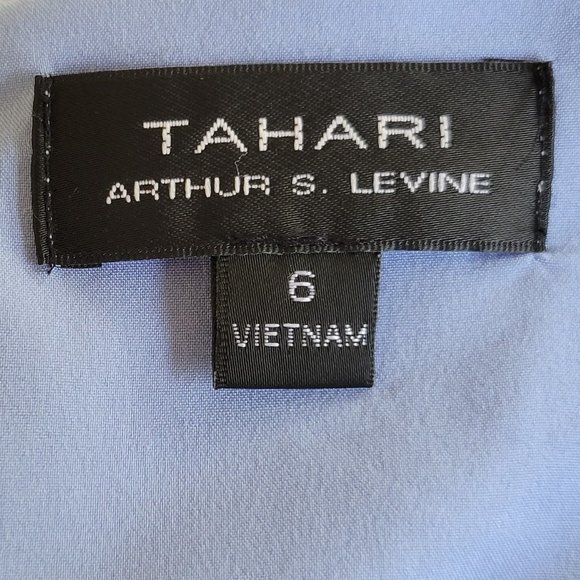 TAHARI
ARTHUR S. LEVINE
6
VIETNAM